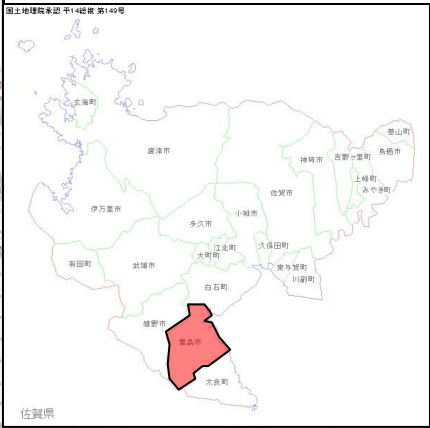 国土地理院承認 平14総複 第149号
玄海町
唐津市
基山町
鳥栖市
神埼市
吉野ヶ里町
上峰町
みやき町
佐賀市
伊万里市
小城市
多久市
江北町
大町町
久保田町
有田町
武雄市
東与賀町
川副町
白石町
嬉野市
鹿島市
太良町
佐賀県